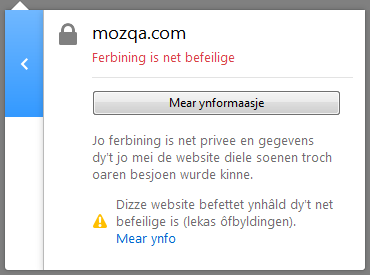 mozqa.com
Ferbining is net befeilige
Mear ynformaasje
Jo ferbining is net privee en gegevens
dy't jo mei de website diele soenen troch
oaren besjoen wurde kinne.
Dizze website befettet ynhâld dy't net
befeilige is (lekas ôfbyldingen).
Mear ynfo